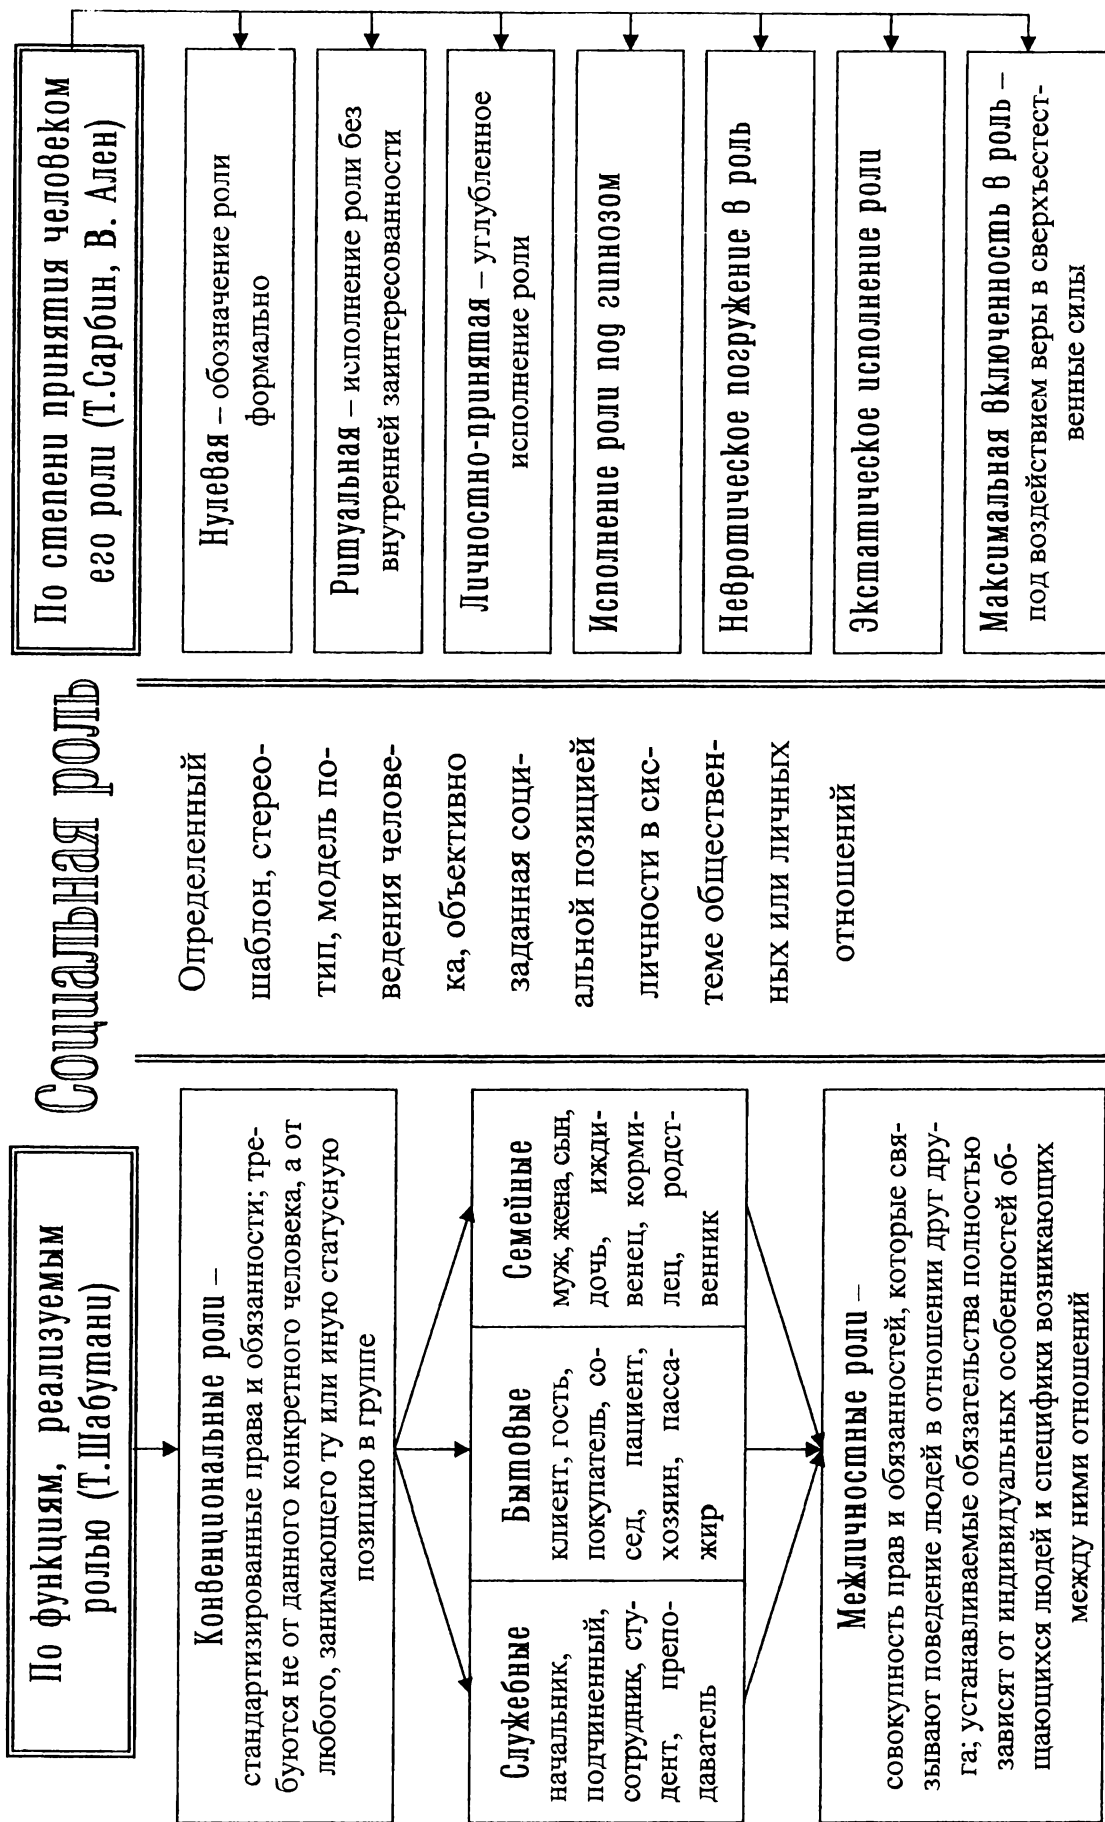 Социальная роль
По функциям, реализуемым
ролью (Т.Шабутани)
Конвенциональные роли –
стандартизированные права и обязанности; тре-
буются не от данного конкретного человека, а от
любого, занимающего ту или иную статусную
позицию в группе
Служебные
начальник,
подчиненный,
сотрудник, сту-
дент, препо-
даватель
Бытовые
клиент, гость,
покупатель, со-
сед, пациент,
хозяин, пасса-
жир
Семейные
муж, жена, сын,
дочь, ижди-
венец, корми-
лец, родст-
венник
Межличностные роли –
совокупность прав и обязанностей, которые свя-
зывают поведение людей в отношении друг дру-
га; устанавливаемые обязательства полностью
зависят от индивидуальных особенностей об-
щающихся людей и специфики возникающих
между ними отношений
Определенный
шаблон, стерео-
тип, модель по-
ведения челове-
ка, объективно
заданная соци-
альной позицией
личности в сис-
теме обществен-
ных или личных
отношений
По степени принятия человеком
его роли (Т.Сарбин, В. Ален)
Нулевая – обозначение роли
формально
Ритуальная – исполнение роли без
внутренней заинтересованности
Личностно-принятая – углубленное
исполнение роли
Исполнение роли под гипнозом
Невротическое погружение в роль
Экстатическое исполнение роли
Максимальная включенность в роль –
под воздействием веры в сверхъестест-
венные силы